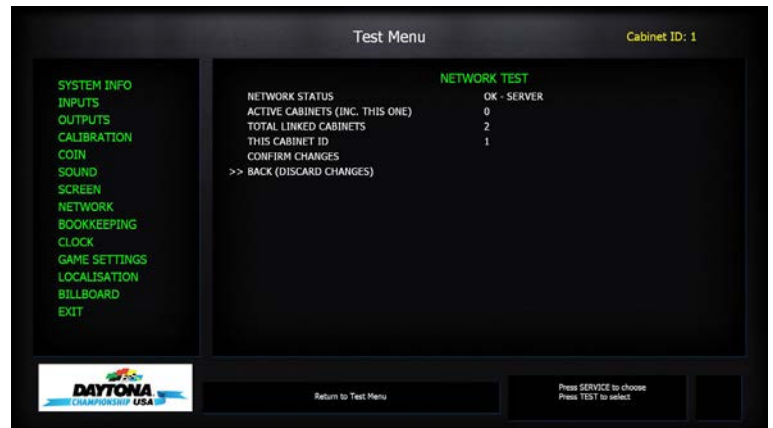 Test Menu
Cabinet ID: 1
SYSTEM INFO
INPUTS
OUTPUTS
CALIBRATION
COIN
SOUND
SCREEN
NETWORK
BOOKKEEPING
CLOCK
GAME SETTINGS
LOCALISATION
BILLBOARD
EXIT
NETWORK TEST
NETWORK STATUS OK - SERVER
ACTIVE CABINETS (INC. THIS ONE) 0
TOTAL LINKED CABINETS 2
THIS CABINET ID 1
CONFIRM CHANGES
>> BACK (DISCARD CHANGES)
DAYTONA
CHAMPIONSHIP USA
Return to Test Menu
Press SERVICE to choose
Press TEST to select